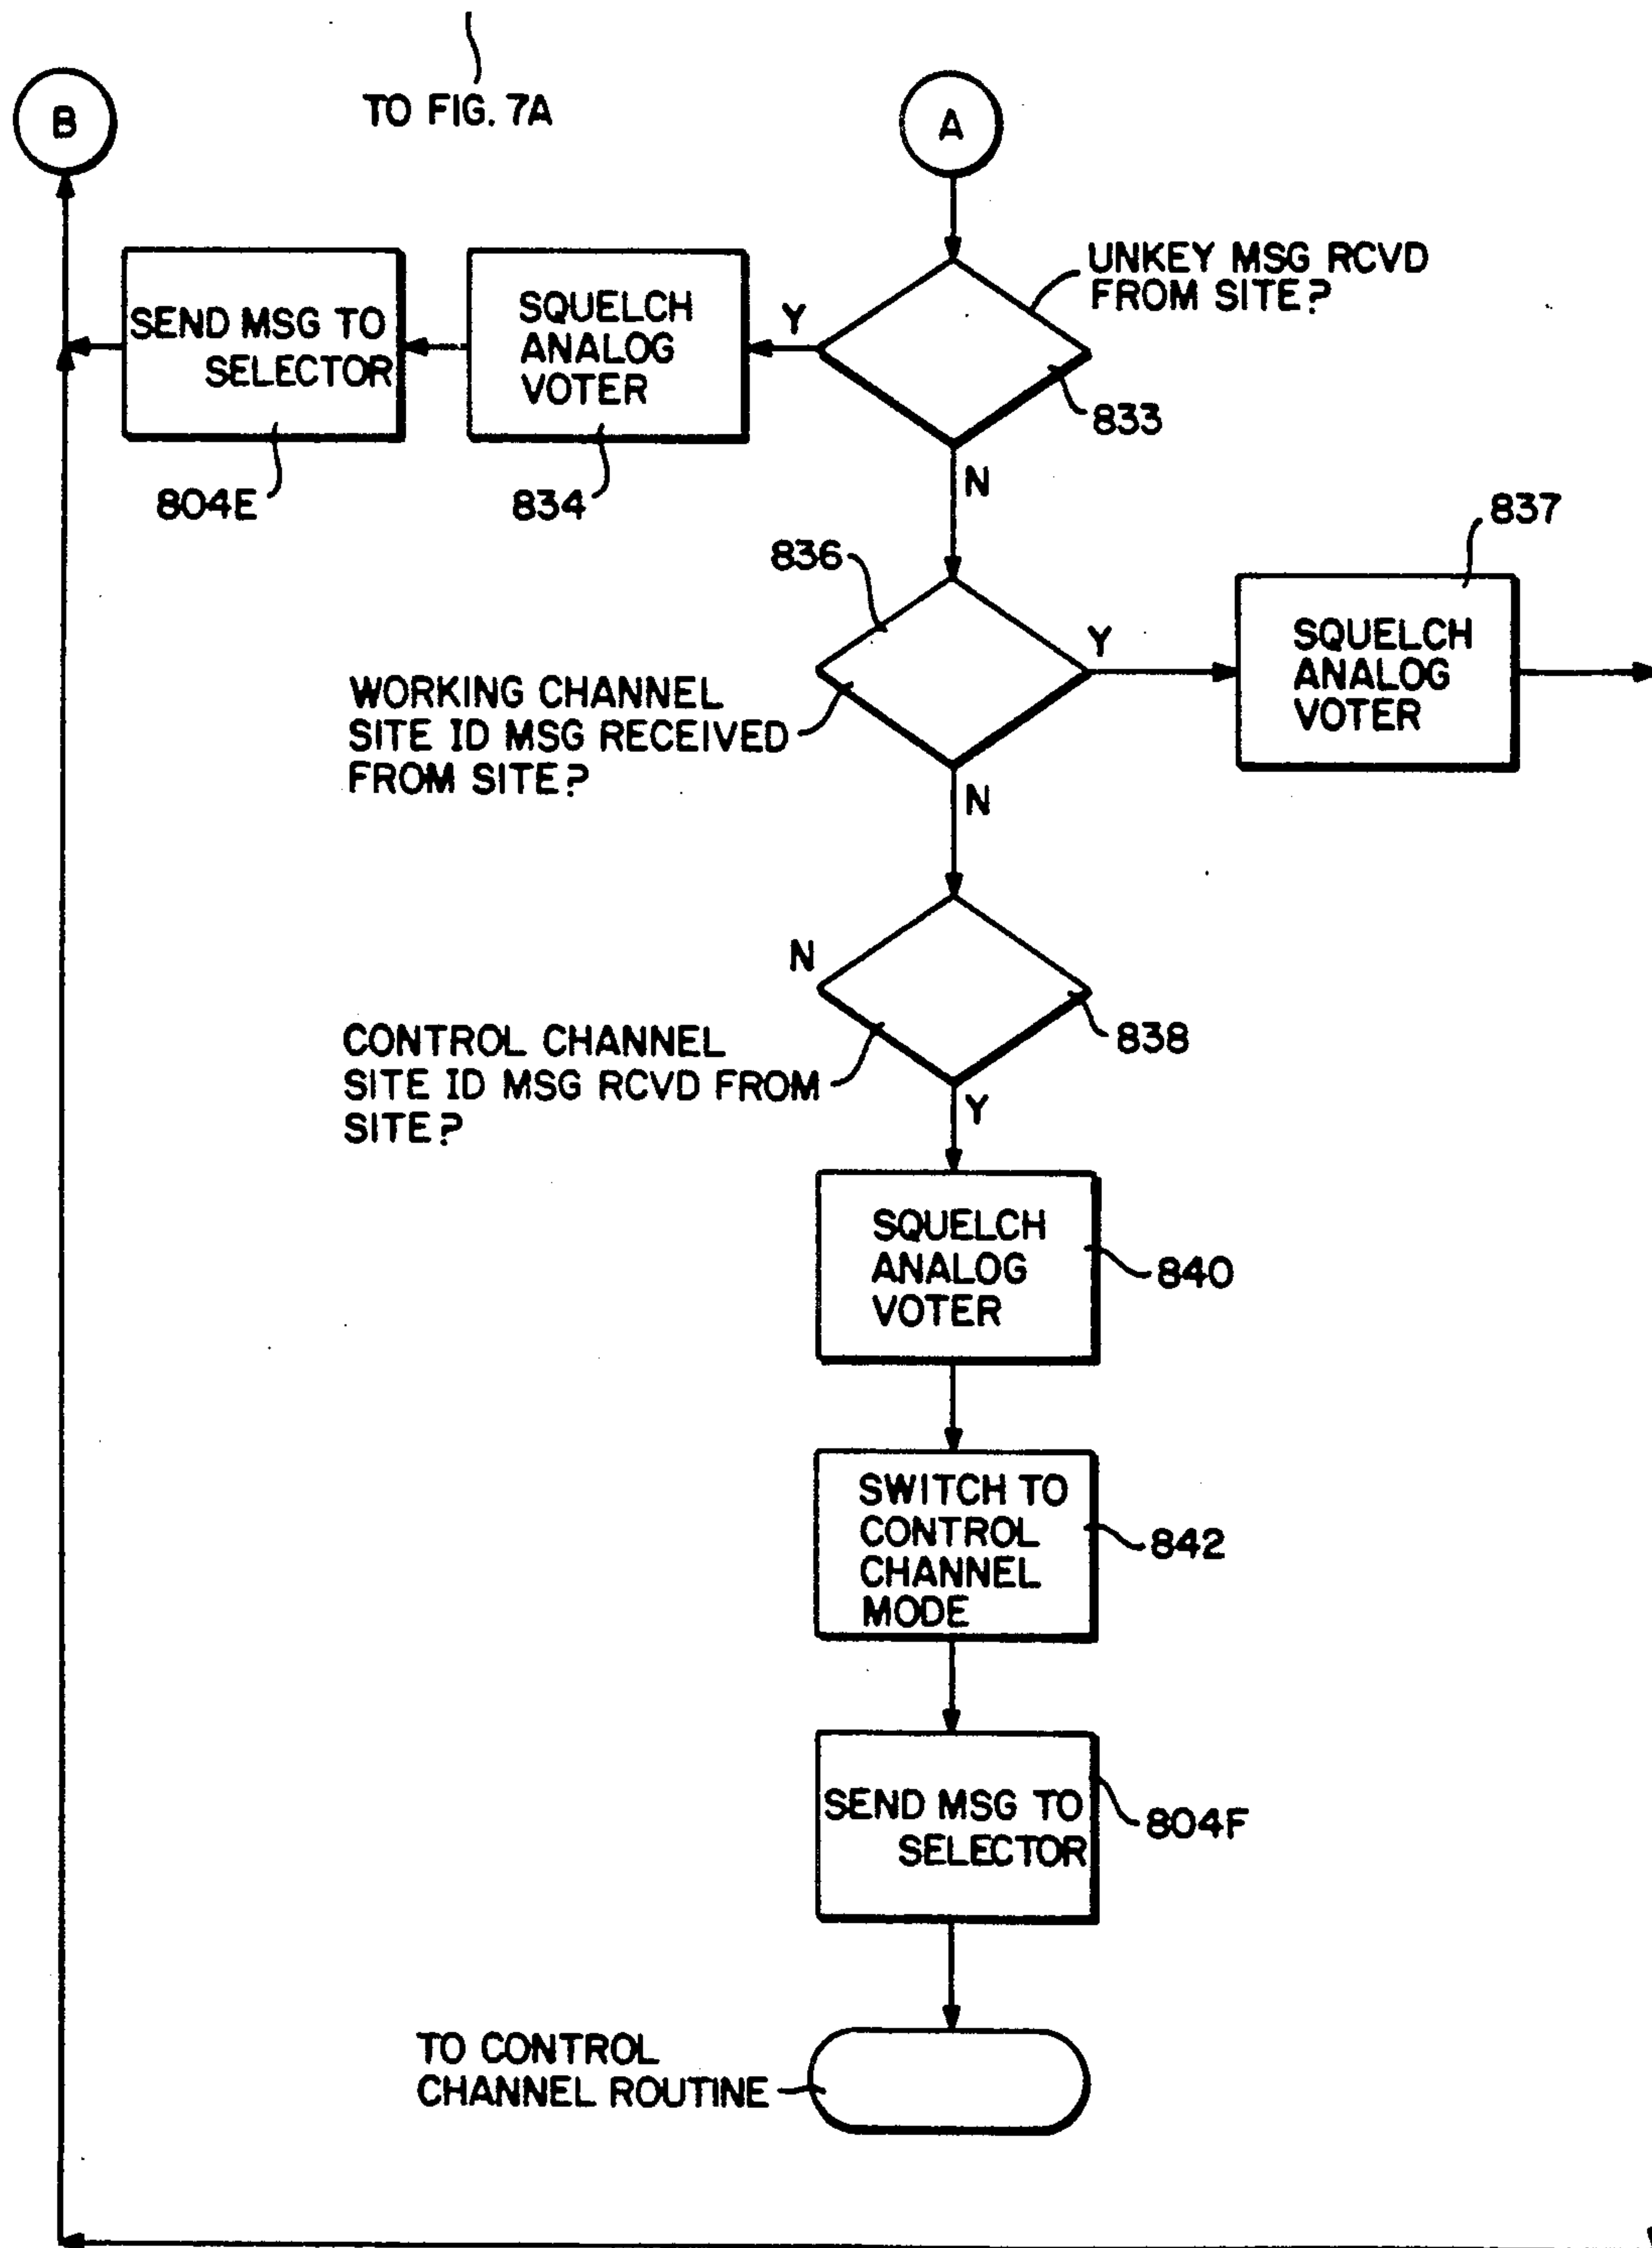 TO FIG. 7A
B
A
UNKEY MSG RCVD
FROM SITE?
833
Y
SQUELCH
ANALOG
VOTER
834
SEND MSG TO
SELECTOR
804E
N
836
WORKING CHANNEL
SITE ID MSG RECEIVED
FROM SITE?
Y
837
SQUELCH
ANALOG
VOTER
N
N
CONTROL CHANNEL
SITE ID MSG RCVD FROM
SITE?
838
Y
SQUELCH
ANALOG
VOTER
840
SWITCH TO
CONTROL
CHANNEL
MODE
842
SEND MSG TO
SELECTOR
804F
TO CONTROL
CHANNEL ROUTINE